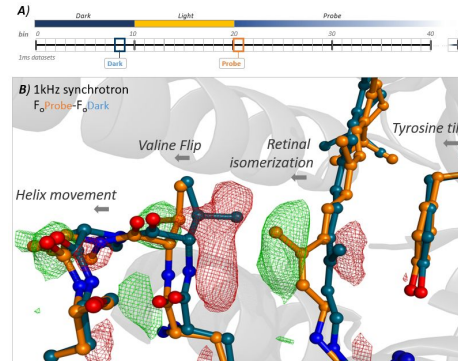 A)
Dark Light Probe
bin 0 10 20 30 40
1ms datasets
Dark Probe
B) 1kHz synchrotron
FoProbe-FoDark
Valine Flip
Retinal
isomerization
Tyrosine
Helix movement